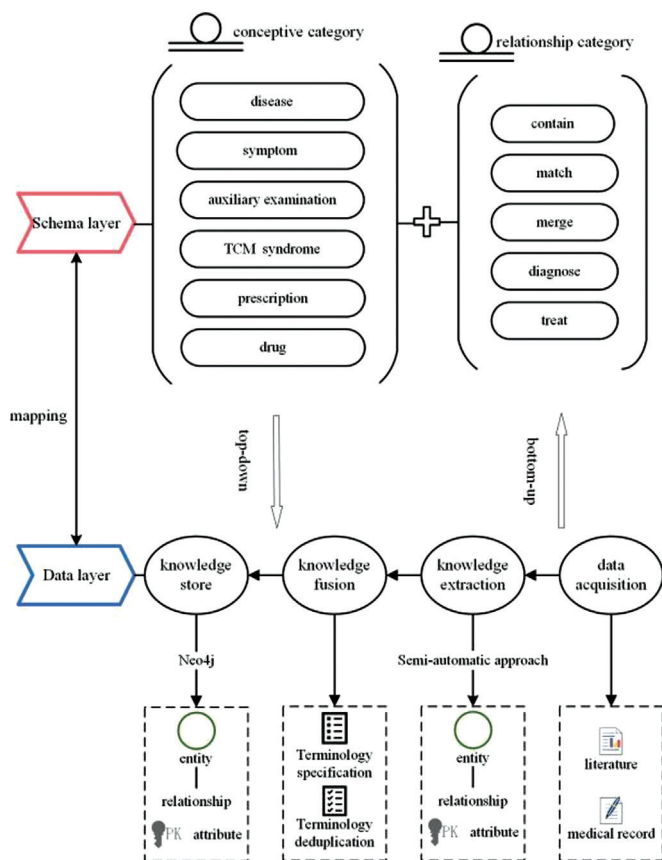 conceptive category
relationship category
disease
symptom
auxiliary examination
TCM syndrome
prescription
drug
contain
match
merge
diagnose
treat
Schema layer
mapping
top-down
bottom-up
Data layer
knowledge
store
knowledge
fusion
knowledge
extraction
data
acquisition
Neo4j
Semi-automatic approach
entity
relationship
PK attribute
Terminology
specification
Terminology
deduplication
entity
relationship
PK attribute
literature
medical record